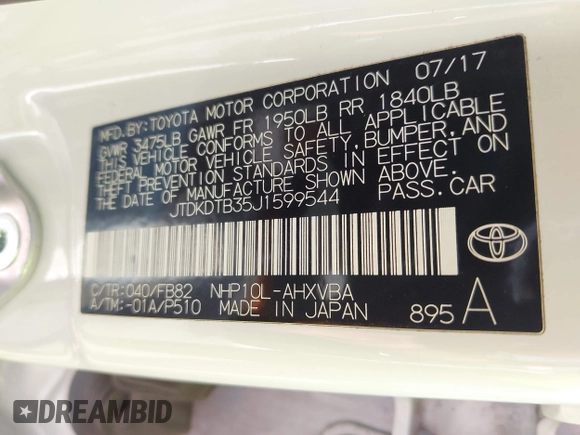 MFD.BY:TOYOTA MOTOR CORPORATION 07/17
GVWR 3475LB GAWR FR 1950LB RR 1840LB
THIS VEHICLE CONFORMS TO ALL APPLICABLE
FEDERAL MOTOR VEHICLE SAFETY,BUMPER,AND
THEFT PREVENTION STANDARDS IN EFFECT ON
THE DATE OF MANUFACTURE SHOWN ABOVE.
JTDKDTB35J1599544 PASS.CAR
C/TR:040/FB82 NHP10L-AHXVBA
A/TM:-01A/P510 MADE IN JAPAN 895 A
DREAMBID